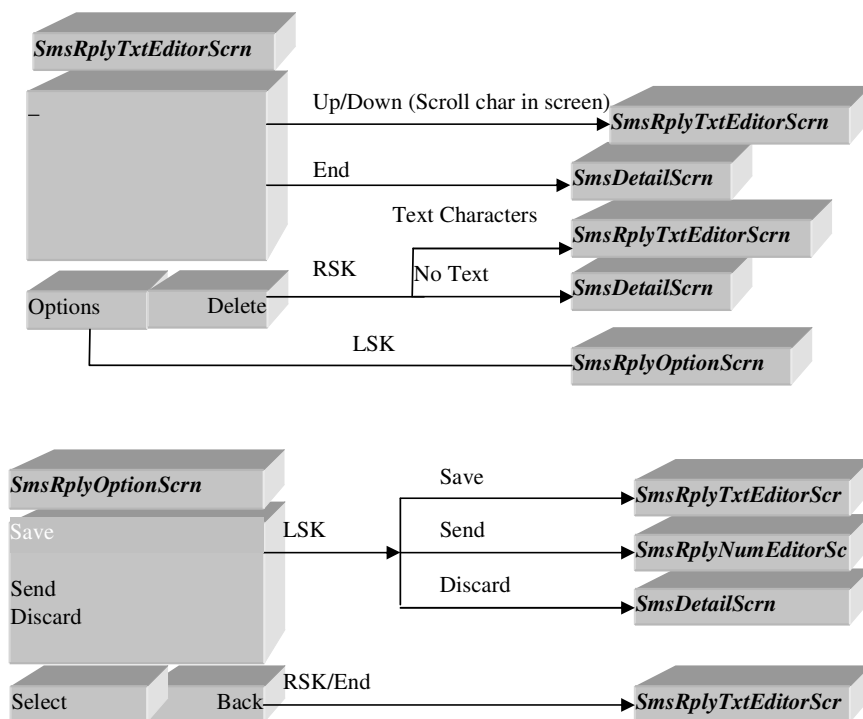 SmsRplyTxtEditorScrn
_
Up/Down (Scroll char in screen)
SmsRplyTxtEditorScrn
End
SmsDetailScrn
Text Characters
SmsRplyTxtEditorScrn
RSK
No Text
SmsDetailScrn
Options
Delete
LSK
SmsRplyOptionScrn
SmsRplyOptionScrn
Save
Send
Discard
LSK
Save
SmsRplyTxtEditorScr
Send
SmsRplyNumEditorSc
Discard
SmsDetailScrn
Select
Back
RSK/End
SmsRplyTxtEditorScr